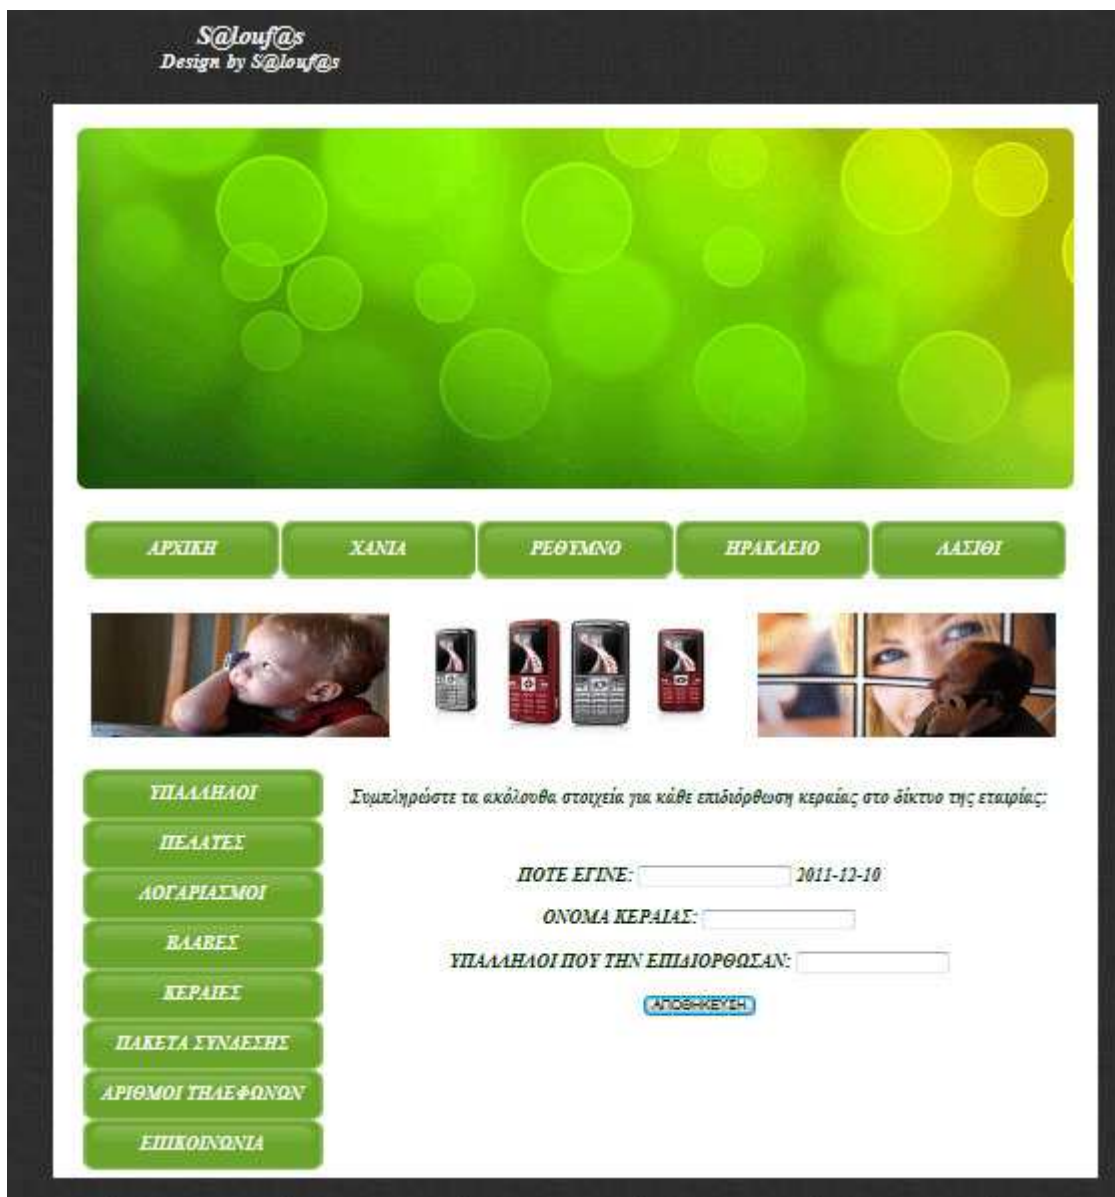 S@louf@s
Design by S@louf@s
ΑΡΧΙΚΗ ΧΑΝΙΑ ΡΕΘΥΜΝΟ ΗΡΑΚΛΕΙΟ ΛΑΣΙΘΙ
ΥΠΑΛΛΗΛΟΙ
ΠΕΛΑΤΕΣ
ΛΟΓΑΡΙΑΣΜΟΙ
ΒΛΑΒΕΣ
ΚΕΡΑΙΕΣ
ΠΑΚΕΤΑ ΣΥΝΔΕΣΗΣ
ΑΡΙΘΜΟΙ ΤΗΛΕΦΩΝΩΝ
ΕΠΙΚΟΙΝΩΝΙΑ
Συμπληρώστε τα ακόλουθα στοιχεία για κάθε επιδιόρθωση κεραίας στο δίκτυο της εταιρίας:
ΠΟΤΕ ΕΓΙΝΕ: 2011-12-10
ΟΝΟΜΑ ΚΕΡΑΙΑΣ:
ΥΠΑΛΛΗΛΟΙ ΠΟΥ ΤΗΝ ΕΠΙΔΙΟΡΘΩΣΑΝ:
ΑΠΟΘΗΚΕΥΣΗ